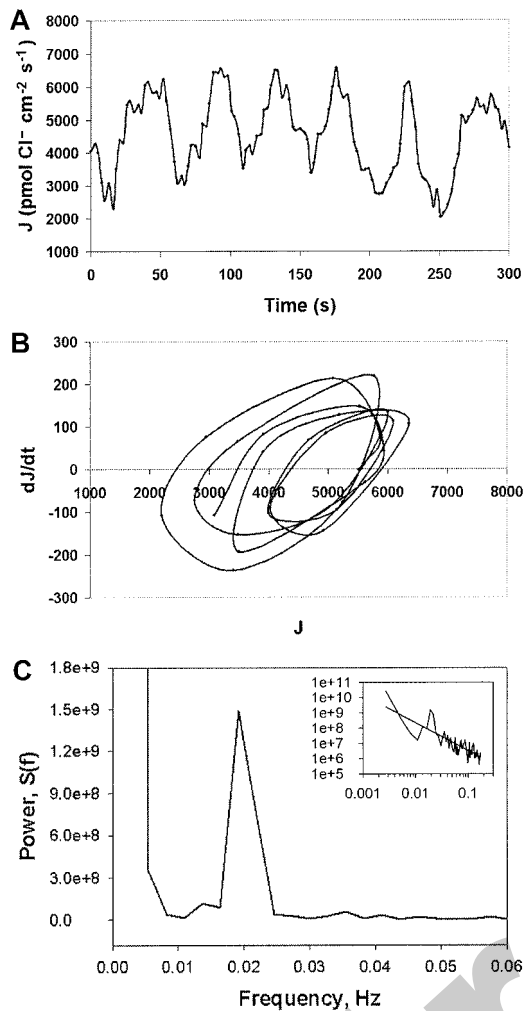 A
8000
7000
6000
5000
4000
3000
2000
1000
J (pmol Cl⁻ cm⁻² s⁻¹)
0 50 100 150 200 250 300
Time (s)
B
300
200
100
0
-100
-200
-300
dJ/dt
1000 2000 3000 4000 5000 6000 7000 8000
J
C
1.8e+9
1.5e+9
1.2e+9
9.0e+8
6.0e+8
3.0e+8
0.0
Power, S(f)
1e+11
1e+10
1e+9
1e+8
1e+7
1e+6
1e+5
0.001 0.01 0.1
0.00 0.01 0.02 0.03 0.04 0.05 0.06
Frequency, Hz